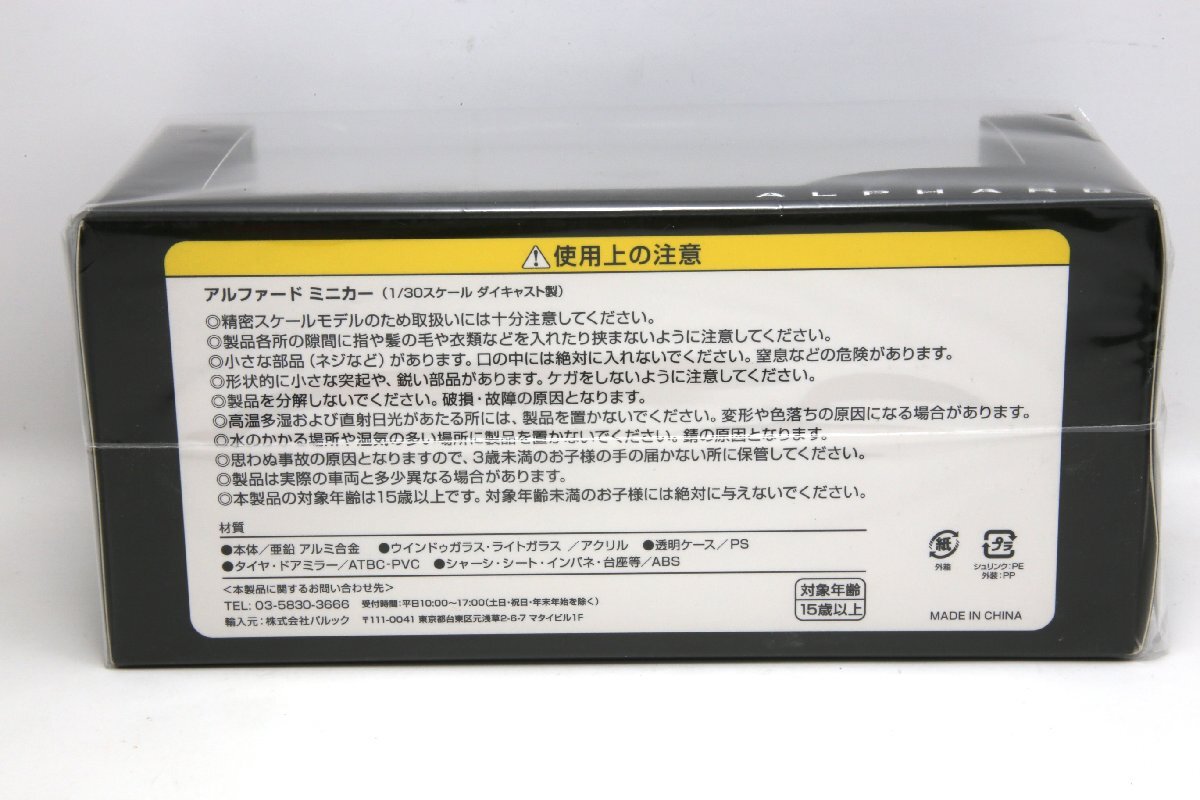 ALPHARD
⚠使用上の注意
アルファード ミニカー（1/30スケール ダイキャスト製）
◎精密スケールモデルのため取扱いには十分注意してください。
◎製品各所の隙間に指や髪の毛や衣類などを入れたり挟まないように注意してください。
◎小さな部品（ネジなど）があります。口の中には絶対に入れないでください。窒息などの危険があります。
◎形状的に小さな突起や、鋭い部品があります。ケガをしないように注意してください。
◎製品を分解しないでください。破損・故障の原因となります。
◎高温多湿および直射日光があたる所には、製品を置かないでください。変形や色落ちの原因になる場合があります。
◎水のかかる場所や湿気の多い場所に製品を置かないでください。錆の原因となります。
◎思わぬ事故の原因となりますので、3歳未満のお子様の手の届かない所に保管してください。
◎製品は実際の車両と多少異なる場合があります。
◎本製品の対象年齢は15歳以上です。対象年齢未満のお子様には絶対に与えないでください。
材質
●本体／亜鉛 アルミ合金 ●ウインドゥガラス・ライトガラス ／アクリル ●透明ケース／PS
●タイヤ・ドアミラー／ATBC-PVC ●シャーシ・シート・インパネ・台座等／ABS
＜本製品に関するお問い合わせ先＞
TEL: 03-5830-3666 受付時間：平日10:00～17:00（土日・祝日・年末年始を除く）
輸入元：株式会社バルック 〒111-0041 東京都台東区元浅草2-6-7 マタイビル1F
対象年齢
15歳以上
紙
外箱
プラ
シュリンク：PE
外装：PP
MADE IN CHINA